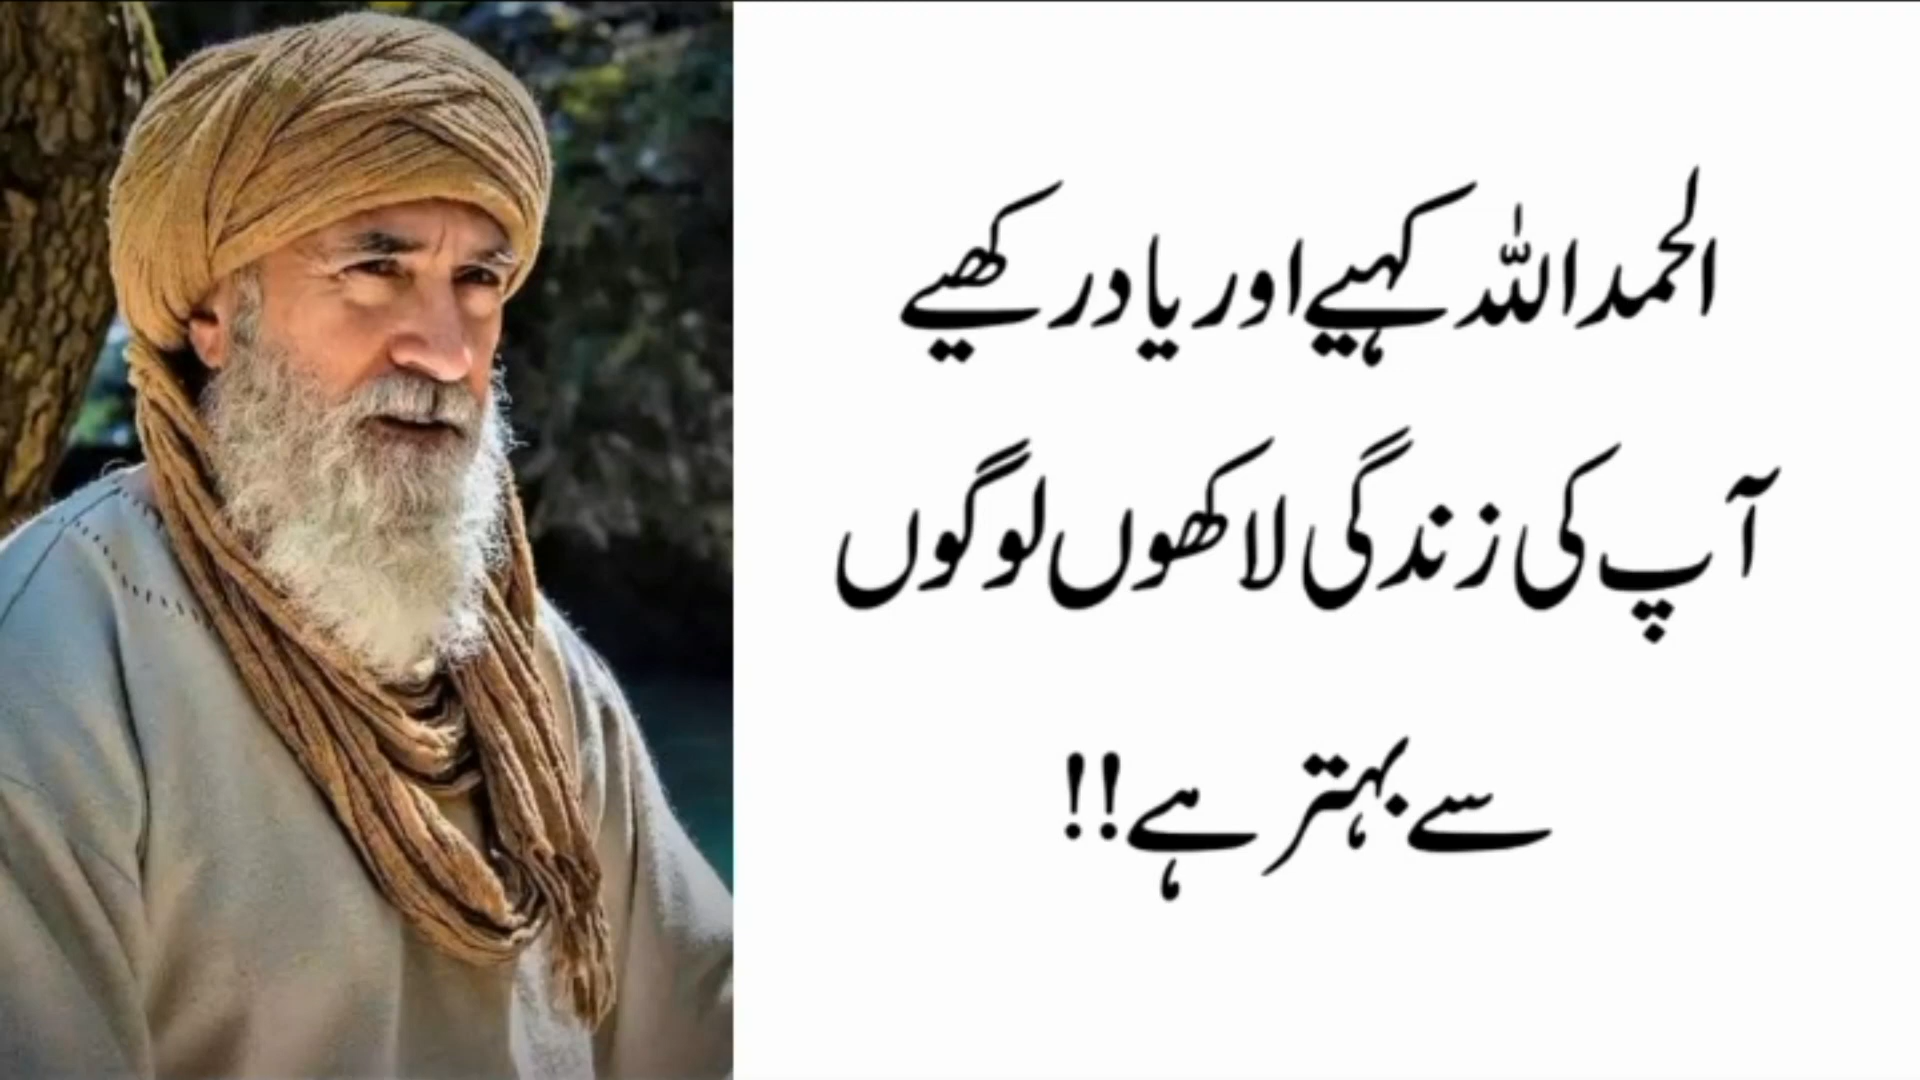 الحمداللہ کہیے اور یاد رکھیے
آپ کی زندگی لاکھوں لوگوں
سے بہتر ہے!!